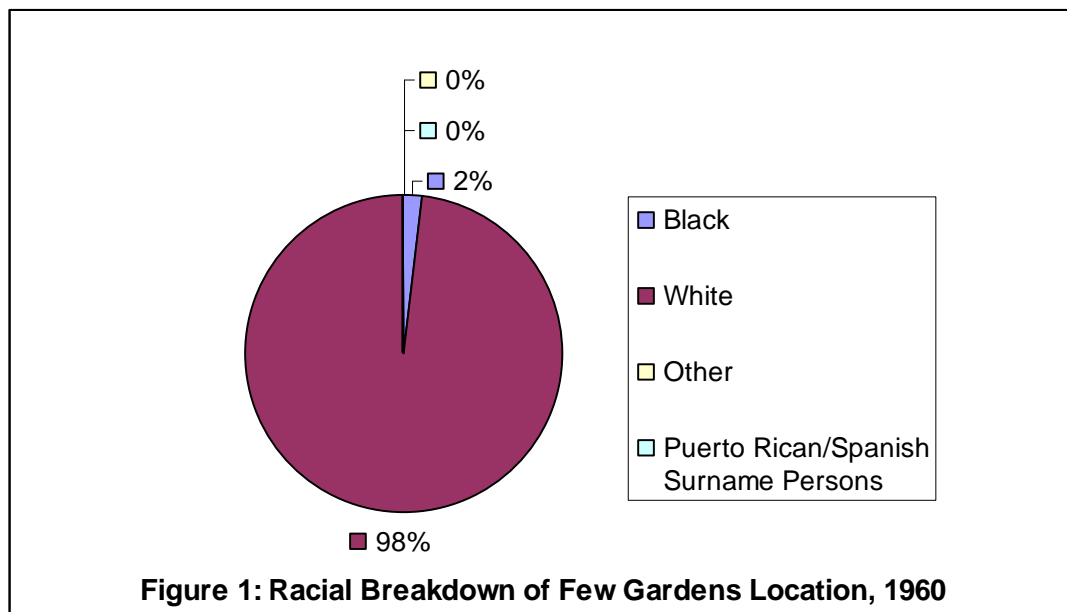 0%
0%
2%
98%
Black
White
Other
Puerto Rican/Spanish
Surname Persons
Figure 1: Racial Breakdown of Few Gardens Location, 1960